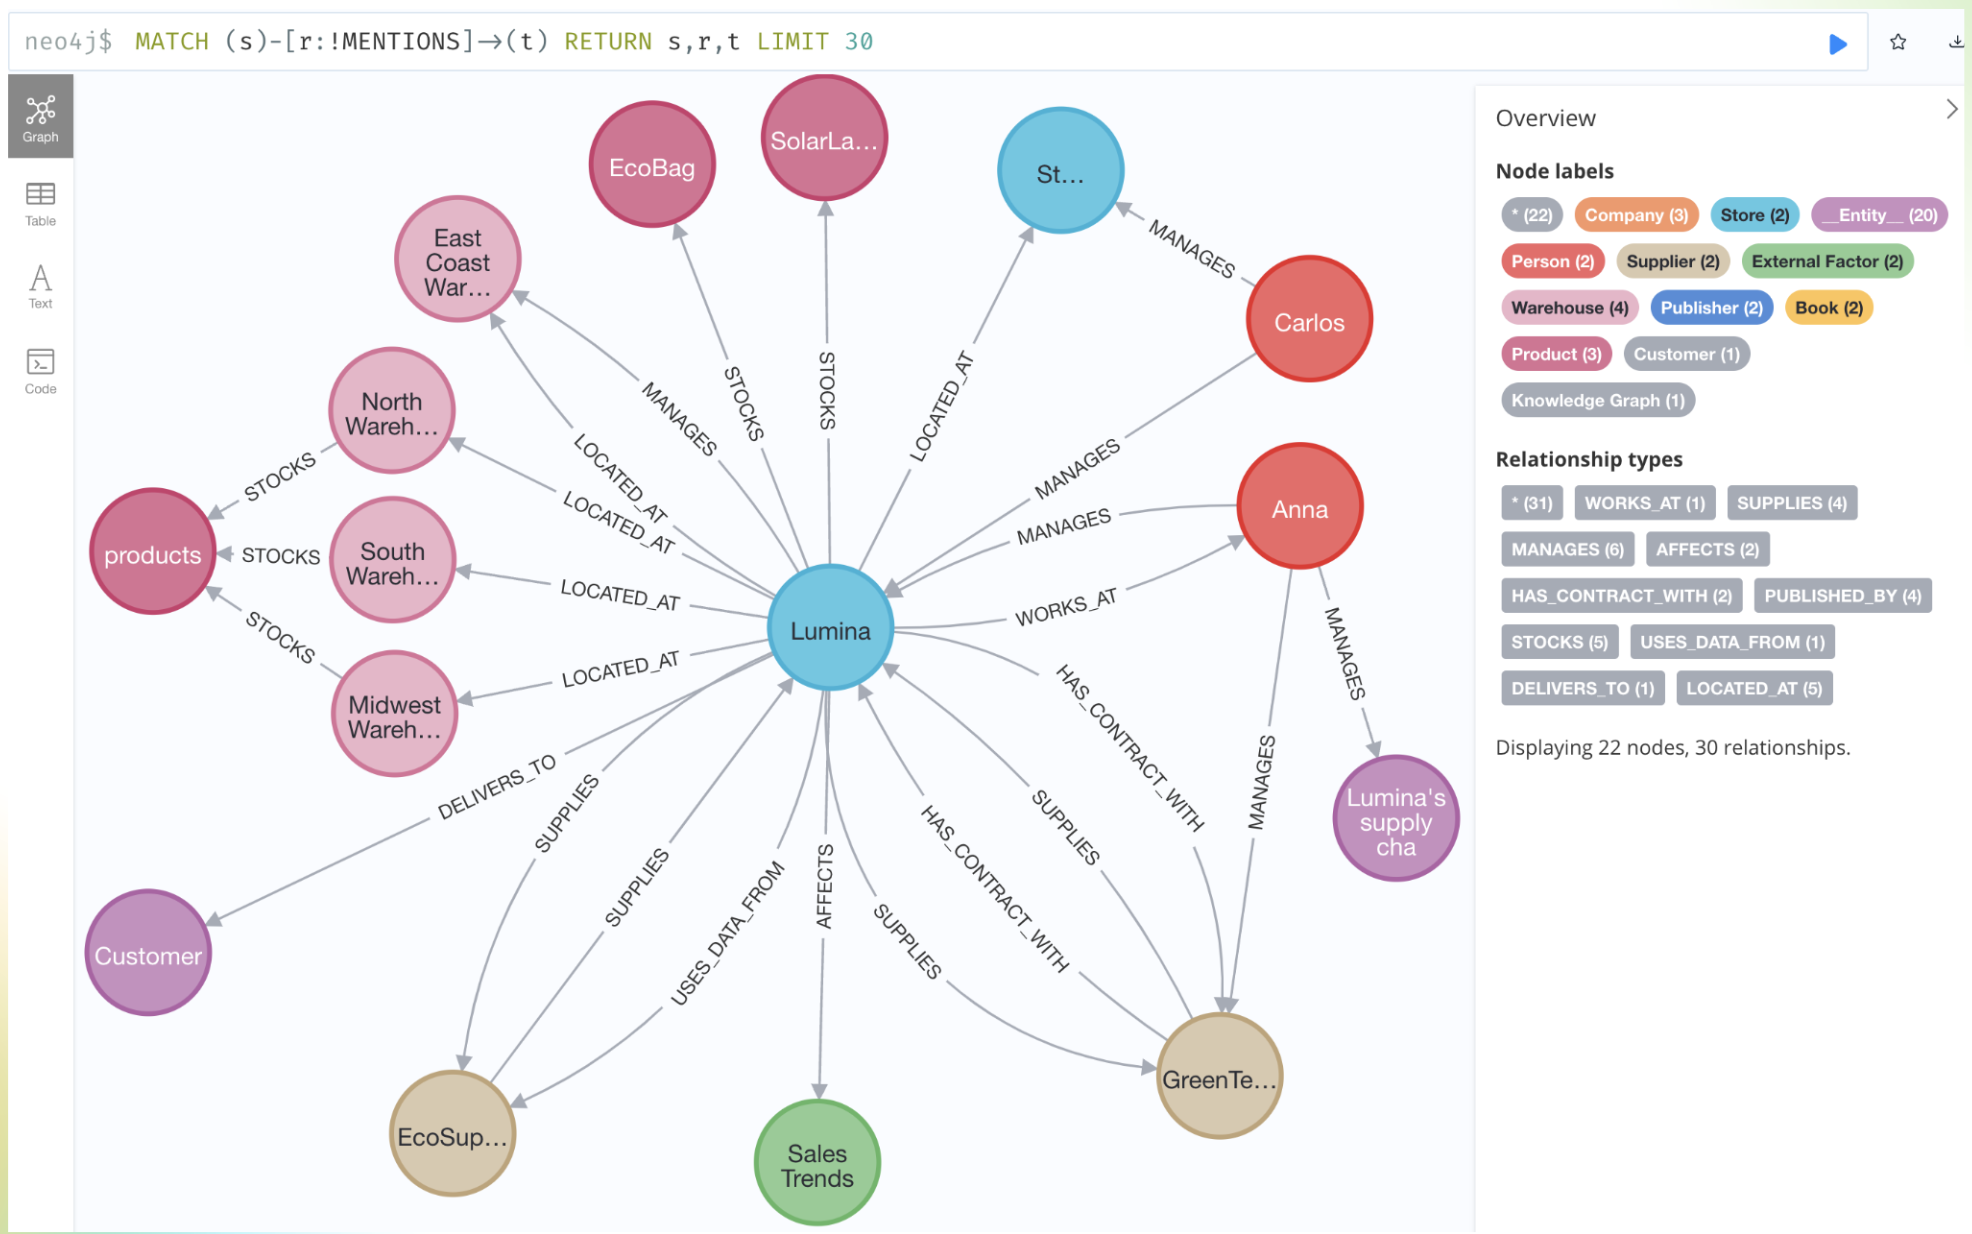 neo4j$ MATCH (s)-[r:!MENTIONS]→(t) RETURN s,r,t LIMIT 30
Graph
Table
Text
Code
SolarLa...
EcoBag
St...
East
Coast
War...
MANAGES
Carlos
North
Wareh...
STOCKS
STOCKS
LOCATED_AT
MANAGES
LOCATED_AT
MANAGES
STOCKS
LOCATED_AT
MANAGES
Anna
products
STOCKS
South
Wareh...
LOCATED_AT
WORKS_AT
STOCKS
Lumina
MANAGES
LOCATED_AT
Midwest
Wareh...
HAS_CONTRACT_WITH
DELIVERS_TO
SUPPLIES
SUPPLIES
MANAGES
Lumina's
supply
cha
SUPPLIES
USES_DATA_FROM
AFFECTS
SUPPLIES
HAS_CONTRACT_WITH
Customer
GreenTe...
EcoSup...
Sales
Trends
Overview
Node labels
* (22) Company (3) Store (2) __Entity__ (20)
Person (2) Supplier (2) External Factor (2)
Warehouse (4) Publisher (2) Book (2)
Product (3) Customer (1)
Knowledge Graph (1)
Relationship types
* (31) WORKS_AT (1) SUPPLIES (4)
MANAGES (6) AFFECTS (2)
HAS_CONTRACT_WITH (2) PUBLISHED_BY (4)
STOCKS (5) USES_DATA_FROM (1)
DELIVERS_TO (1) LOCATED_AT (5)
Displaying 22 nodes, 30 relationships.